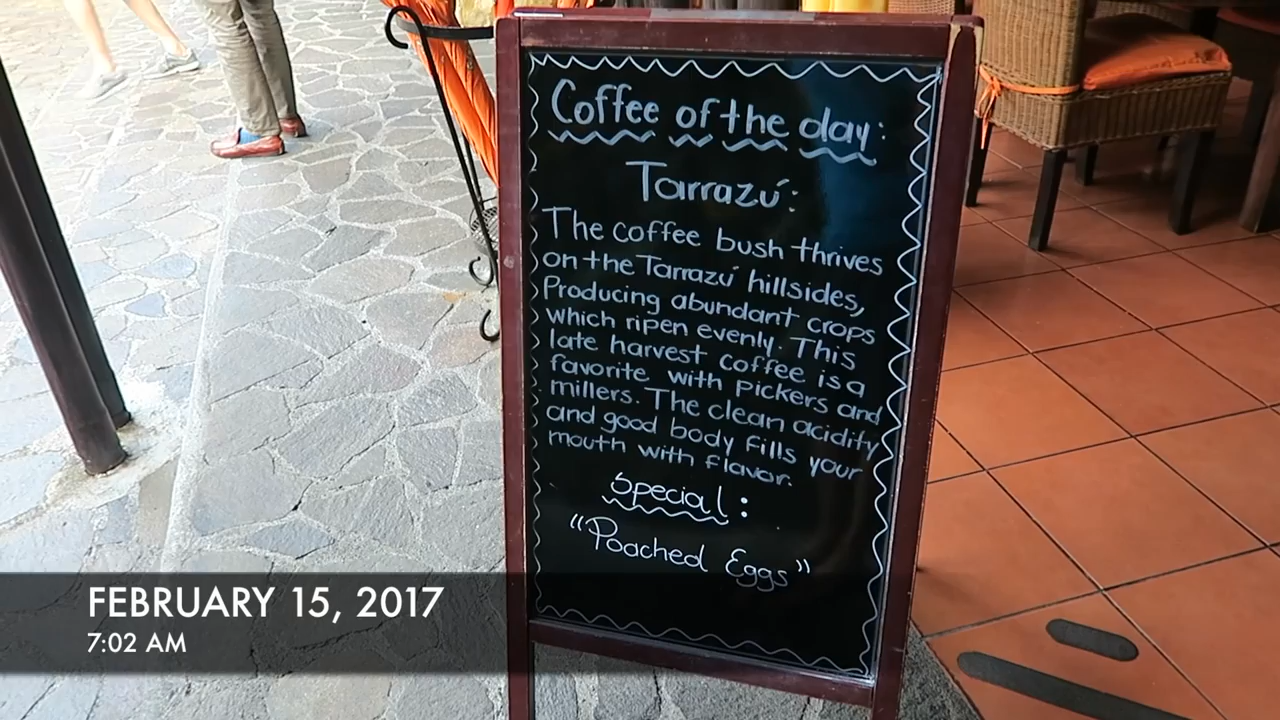 Coffee of the day:
Tarrazú:
The coffee bush thrives
on the Tarrazú hillsides,
Producing abundant crops
which ripen evenly. This
late harvest coffee is a
favorite with pickers and
millers. The clean acidity
and good body fills your
mouth with flavor.
Special:
"Poached Eggs"
FEBRUARY 15, 2017
7:02 AM